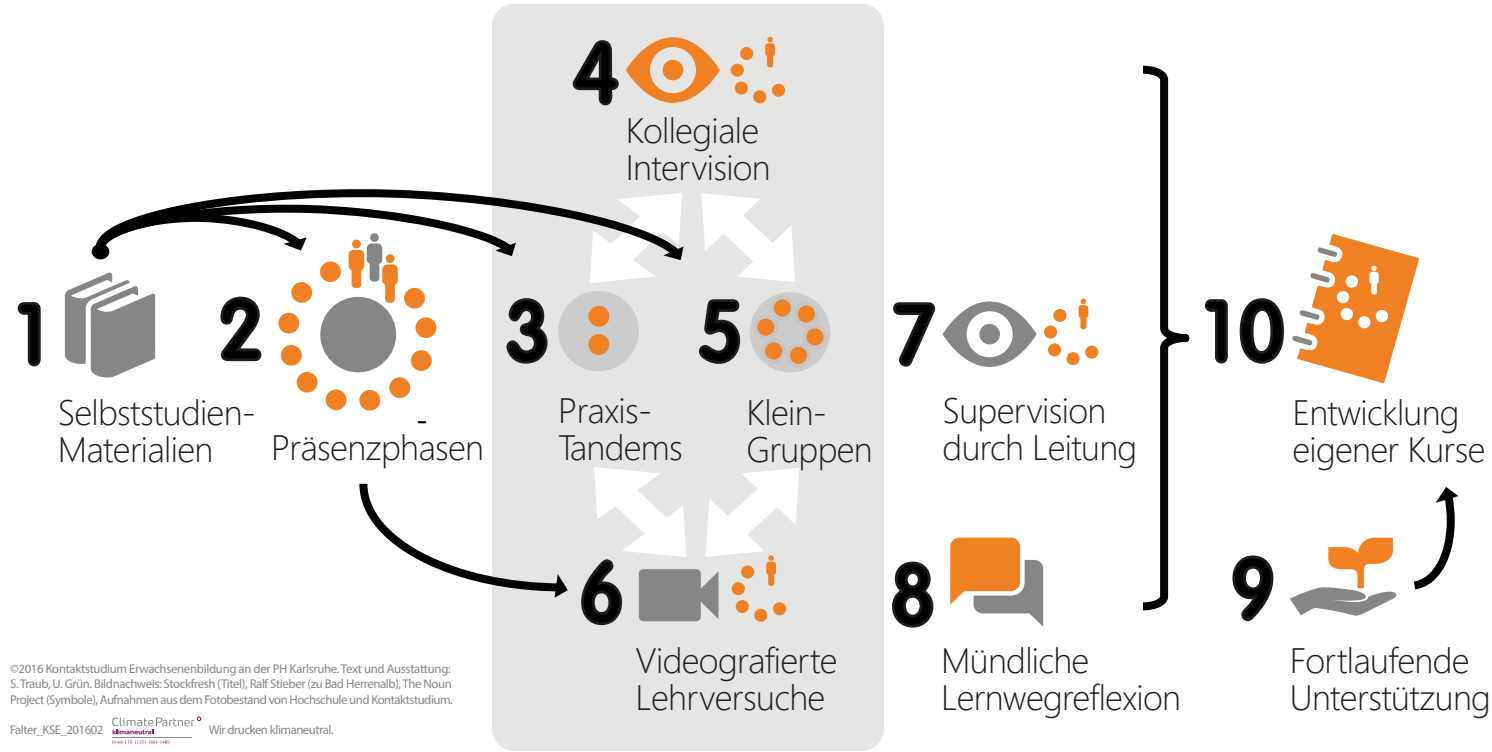 4
Kollegiale
Intervision
1
Selbststudien-
Materialien
2
-
Präsenzphasen
3
Praxis-
Tandems
5
Klein-
Gruppen
7
Supervision
durch Leitung
10
Entwicklung
eigener Kurse
6
Videografierte
Lehrversuche
8
Mündliche
Lernwegreflexion
9
Fortlaufende
Unterstützung
©2016 Kontaktstudium Erwachsenenbildung an der PH Karlsruhe. Text und Ausstattung:
S. Traub, U. Grün. Bildnachweis: Stockfresh (Titel), Ralf Stieber (zu Bad Herrenalb), The Noun
Project (Symbole), Aufnahmen aus dem Fotobestand von Hochschule und Kontaktstudium.
Falter_KSE_201602
ClimatePartner°
klimaneutral
Wir drucken klimaneutral.